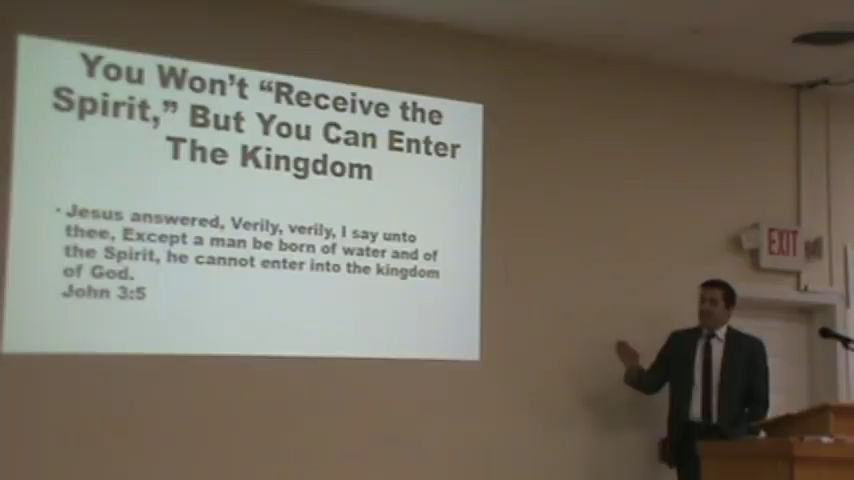 You Won't “Receive the
Spirit,” But You Can Enter
The Kingdom
• Jesus answered, Verily, verily, I say unto
thee, Except a man be born of water and of
the Spirit, he cannot enter into the kingdom
of God.
John 3:5
EXIT